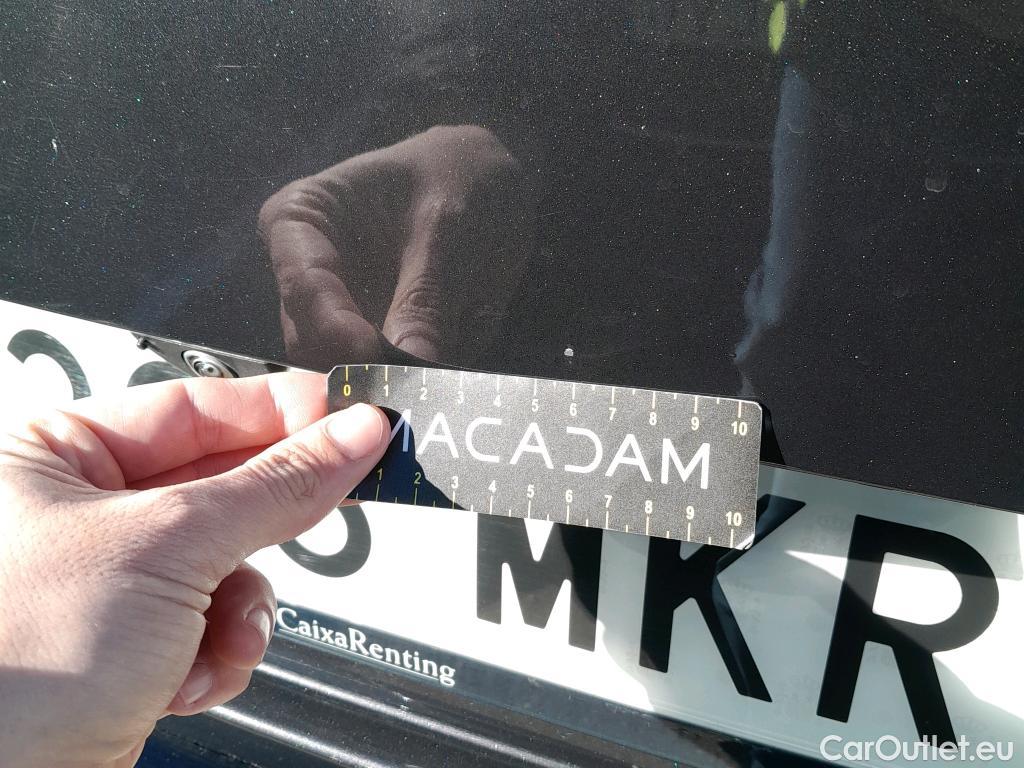 0 1 2 3 4 5 6 7 8 9 10
MACADAM
1 2 3 4 5 6 7 8 9 10
MKR
CaixaRenting
CarOutlet.eu